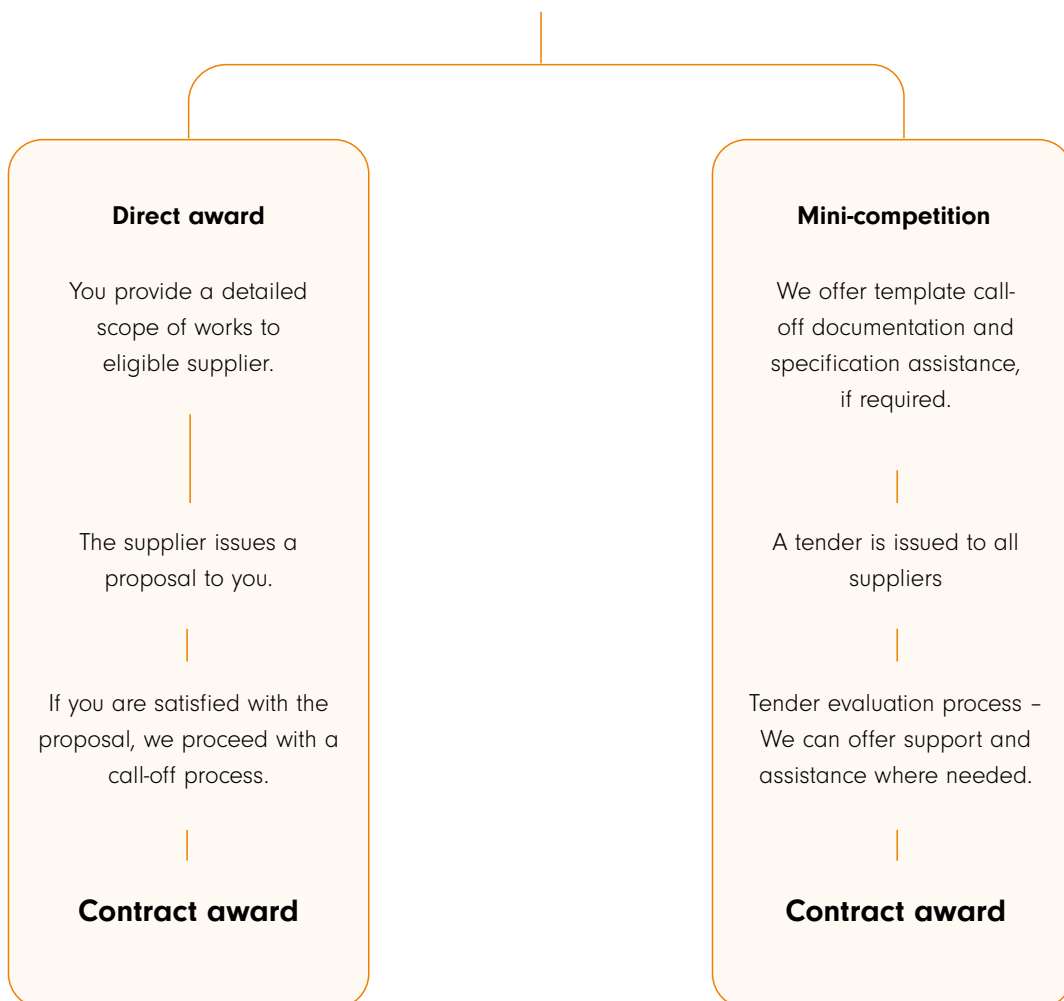 Direct award
You provide a detailed
scope of works to
eligible supplier.
The supplier issues a
proposal to you.
If you are satisfied with the
proposal, we proceed with a
call-off process.
Contract award
Mini-competition
We offer template call-
off documentation and
specification assistance,
if required.
A tender is issued to all
suppliers
Tender evaluation process –
We can offer support and
assistance where needed.
Contract award